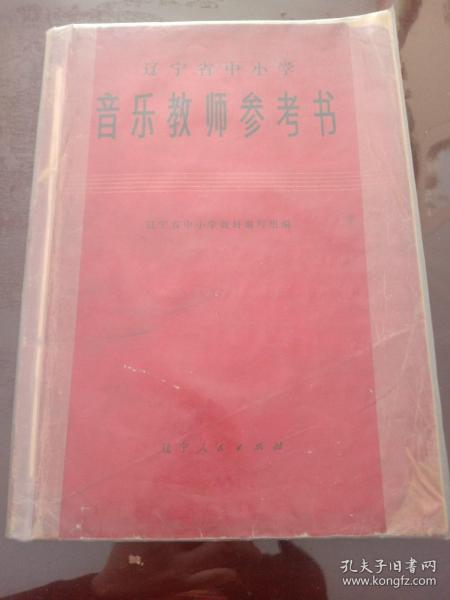 辽宁省中小学
音乐教师参考书
辽宁省中小学教材编写组编
辽宁人民出版社
孔夫子旧书网
www.kongfz.com